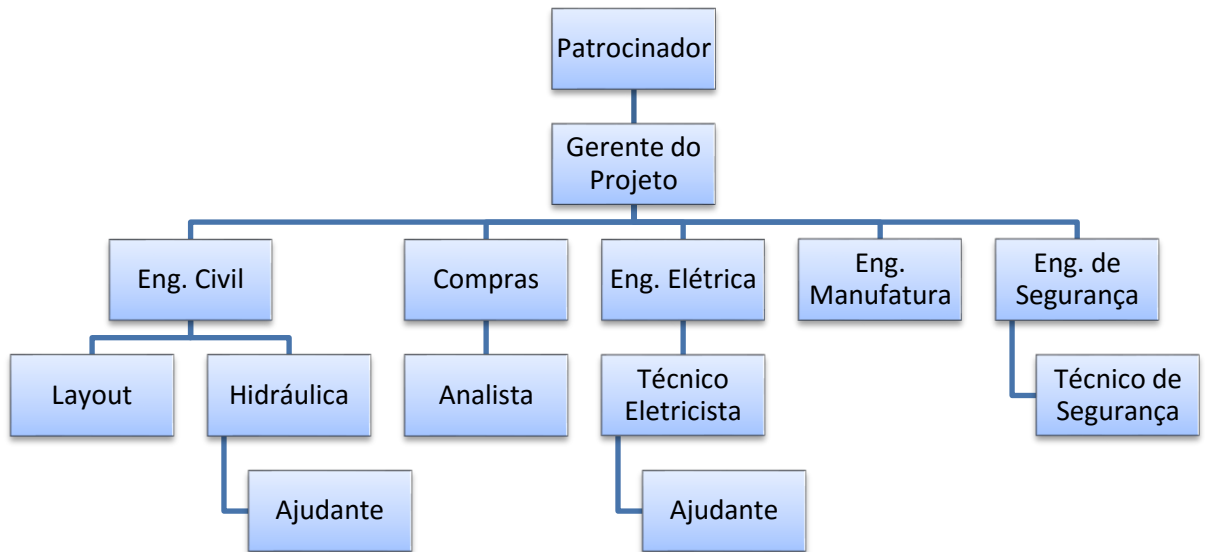 Patrocinador
Gerente do
Projeto
Eng. Civil
Compras
Eng. Elétrica
Eng.
Manufatura
Eng. de
Segurança
Layout
Hidráulica
Analista
Técnico
Eletricista
Técnico de
Segurança
Ajudante
Ajudante